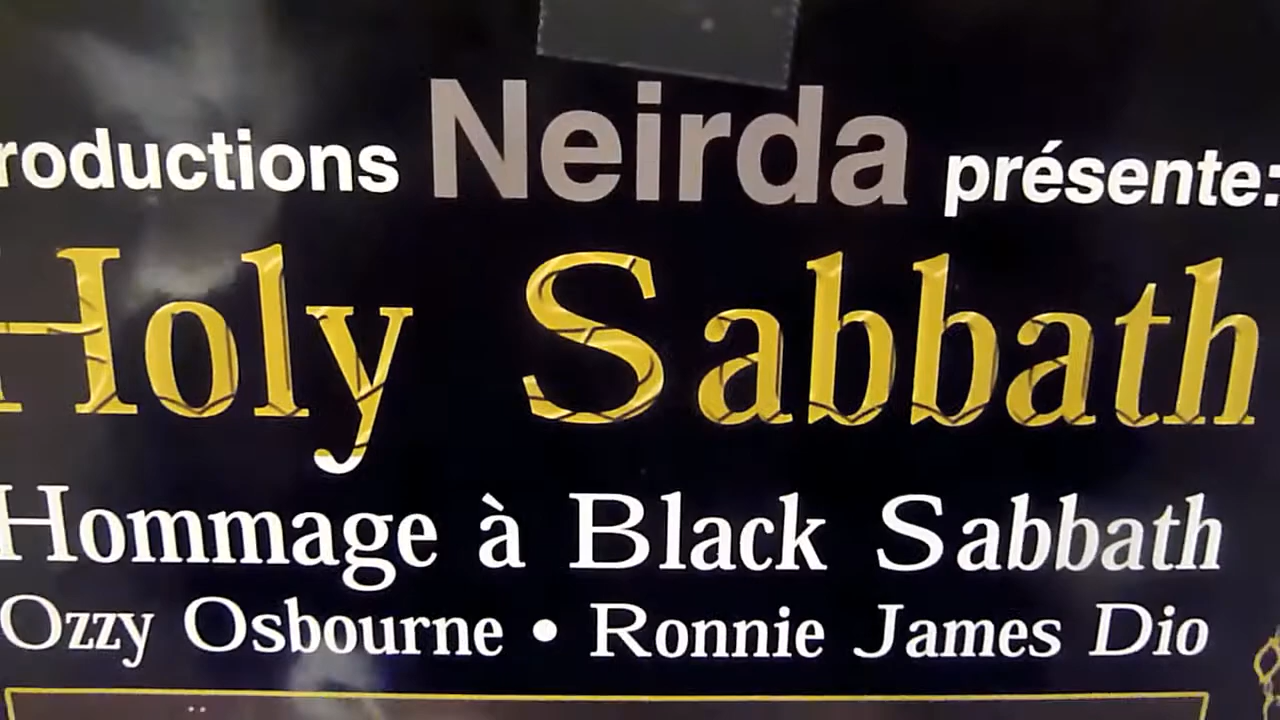 roductions Neirda présente:
Holy Sabbath
Hommage à Black Sabbath
Ozzy Osbourne • Ronnie James Dio